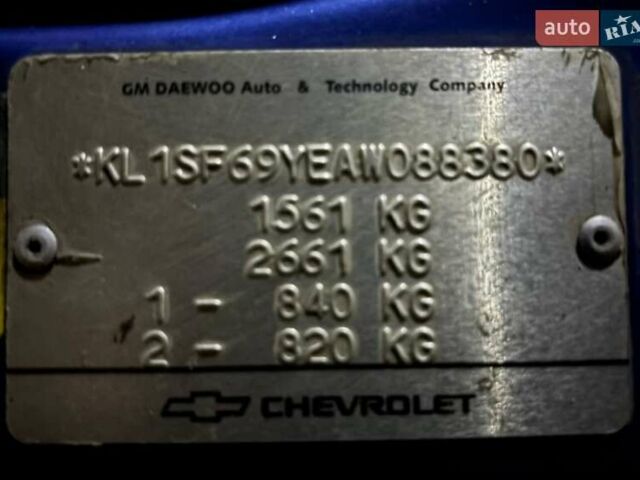 auto RIA
GM DAEWOO Auto & Technology Company
*KL1SF69YEAW088380*
1561 KG
2661 KG
1 - 840 KG
2 - 820 KG
CHEVROLET